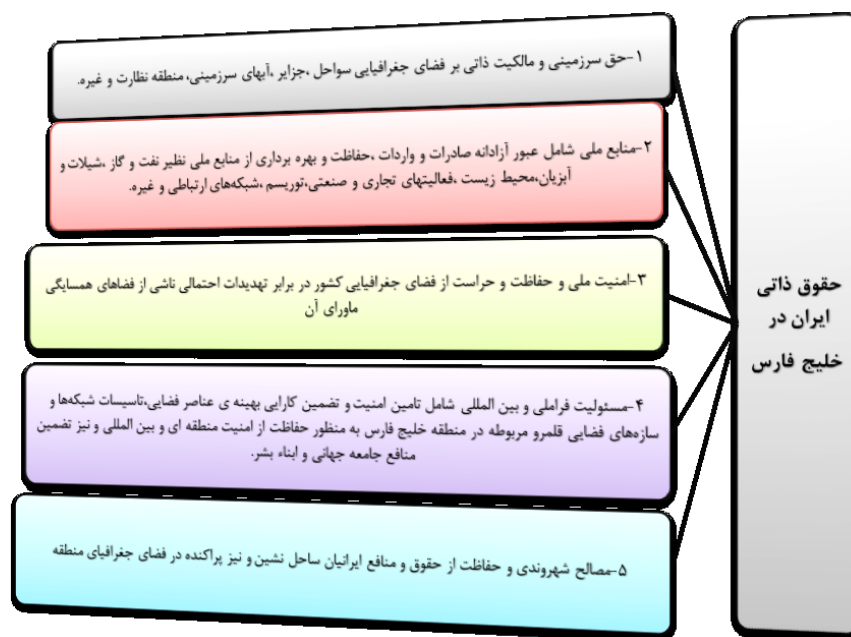 حقوق ذاتی
ایران در
خلیج فارس
۱-حق سرزمینی و مالکیت ذاتی بر فضای جغرافیایی سواحل ،جزایر ،آبهای سرزمینی، منطقه نظارت و غیره.
۲-منابع ملی شامل عبور آزادانه صادرات و واردات ،حفاظت و بهره برداری از منابع ملی نظیر نفت و گاز ،شیلات و
آبزیان،محیط زیست ،فعالیتهای تجاری و صنعتی،توریسم ،شبکه‌های ارتباطی و غیره.
۳-امنیت ملی و حفاظت و حراست از فضای جغرافیایی کشور در برابر تهدیدات احتمالی ناشی از فضاهای همسایگی
ماورای آن
۴-مسئولیت فراملی و بین المللی شامل تامین امنیت و تضمین کارایی بهینه ی عناصر فضایی،تاسیسات شبکه‌ها و
سازه‌های فضایی قلمرو مربوطه در منطقه خلیج فارس به منظور حفاظت از امنیت منطقه ای و بین المللی و نیز تضمین
منافع جامعه جهانی و ابناء بشر.
۵-مصالح شهروندی و حفاظت از حقوق و منافع ایرانیان ساحل نشین و نیز پراکنده در فضای جغرافیای منطقه